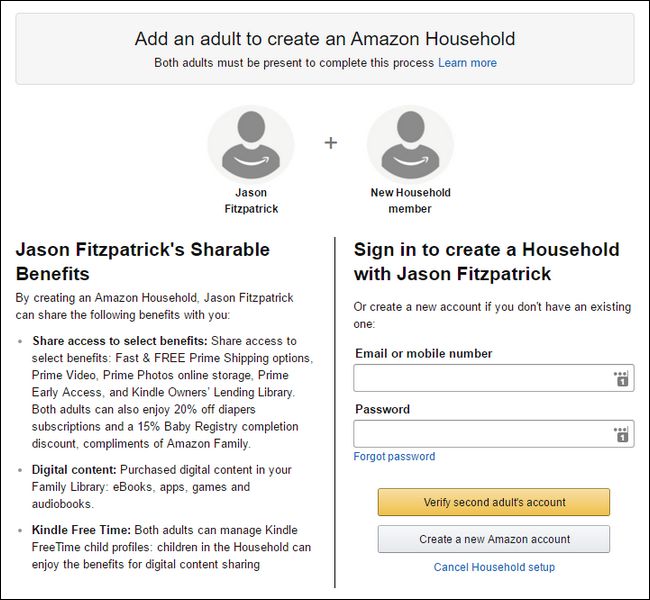 Add an adult to create an Amazon Household
Both adults must be present to complete this process Learn more
+
Jason
Fitzpatrick
New Household
member
Jason Fitzpatrick's Sharable
Benefits
By creating an Amazon Household, Jason Fitzpatrick
can share the following benefits with you:
• Share access to select benefits: Share access to
select benefits: Fast & FREE Prime Shipping options,
Prime Video, Prime Photos online storage, Prime
Early Access, and Kindle Owners’ Lending Library.
Both adults can also enjoy 20% off diapers
subscriptions and a 15% Baby Registry completion
discount, compliments of Amazon Family.
• Digital content: Purchased digital content in your
Family Library: eBooks, apps, games and
audiobooks.
• Kindle Free Time: Both adults can manage Kindle
FreeTime child profiles: children in the Household can
enjoy the benefits for digital content sharing
Sign in to create a Household
with Jason Fitzpatrick
Or create a new account if you don't have an existing
one:
Email or mobile number
1
Password
1
Forgot password
Verify second adult's account
Create a new Amazon account
Cancel Household setup